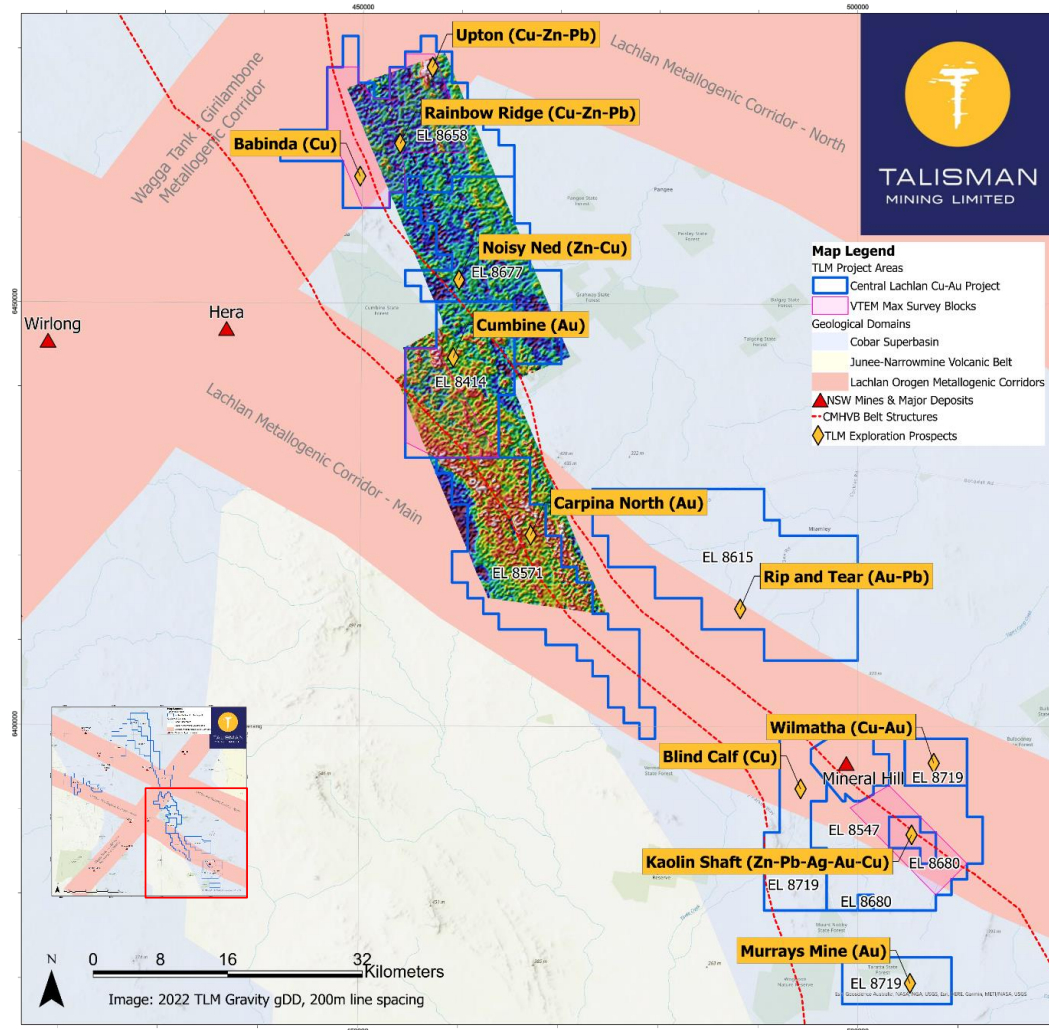 450000
500000
Upton (Cu-Zn-Pb)
Lachlan Metallogenic Corridor - North
Wagga Tank - Girilambone
Metallogenic Corridor
Rainbow Ridge (Cu-Zn-Pb)
EL 8658
Babinda (Cu)
TALISMAN
MINING LIMITED
Noisy Ned (Zn-Cu)
EL 8677
Map Legend
TLM Project Areas
Central Lachlan Cu-Au Project
VTEM Max Survey Blocks
Geological Domains
Cobar Superbasin
Junee-Narrowmine Volcanic Belt
Lachlan Orogen Metallogenic Corridors
NSW Mines & Major Deposits
CMHVB Belt Structures
TLM Exploration Prospects
6450000
Wirlong
Hera
Cumbine (Au)
EL 8414
Lachlan Metallogenic Corridor - Main
Carpina North (Au)
EL 8571
EL 8615
Rip and Tear (Au-Pb)
6400000
Wilmatha (Cu-Au)
Blind Calf (Cu)
Mineral Hill
EL 8719
EL 8547
Kaolin Shaft (Zn-Pb-Ag-Au-Cu)
EL 8680
EL 8719
EL 8680
Murrays Mine (Au)
EL 8719
TALISMAN
N
0 8 16 32
Kilometers
Image: 2022 TLM Gravity gDD, 200m line spacing